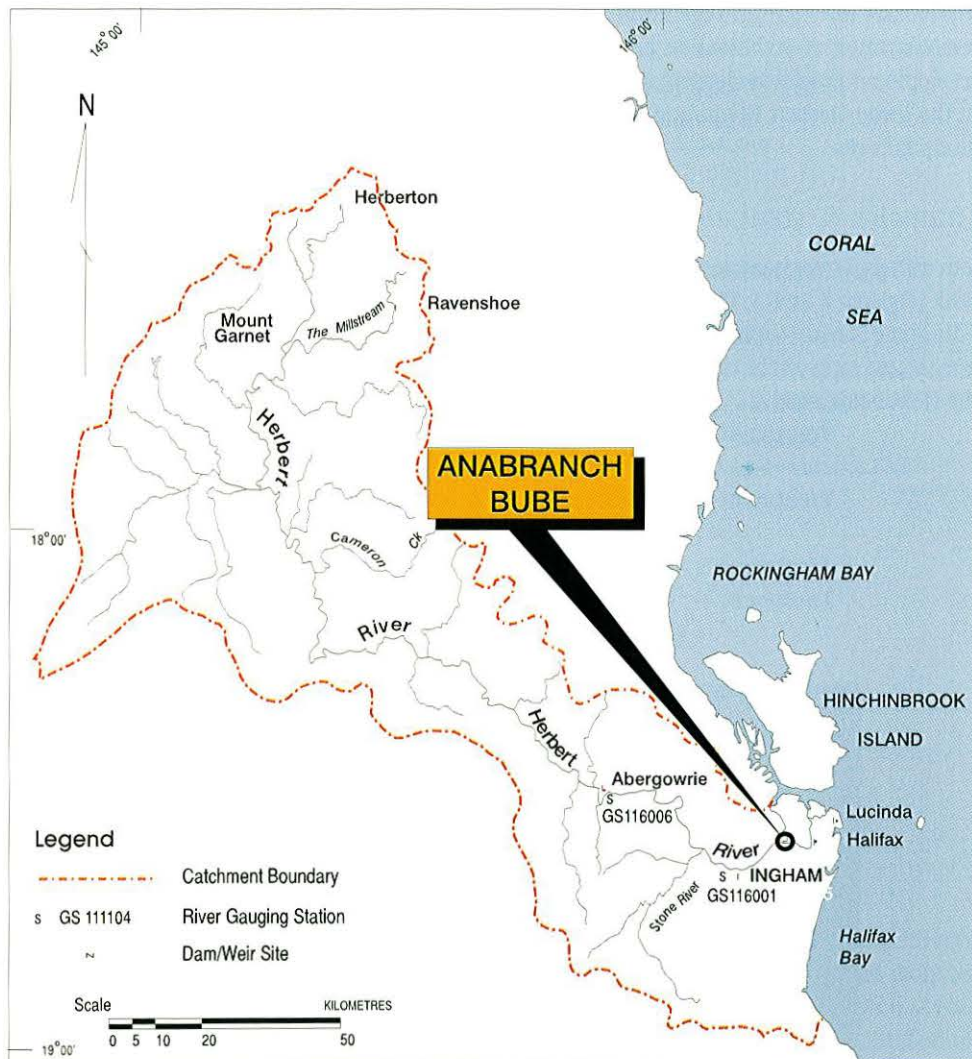 145°00'
146°00'
N
Herberton
CORAL
SEA
Ravenshoe
Mount
Garnet
The Millstream
Herbert
ANABRANCH
BUBE
18°00'
Cameron Ck
ROCKINGHAM BAY
River
HINCHINBROOK
ISLAND
Herbert
Abergowrie
S
GS116006
Lucinda
Halifax
River
INGHAM
S
GS116001
Stone River
Halifax
Bay
Legend
Catchment Boundary
S GS 111104 River Gauging Station
z Dam/Weir Site
Scale KILOMETRES
0 5 10 20 50
19°00'